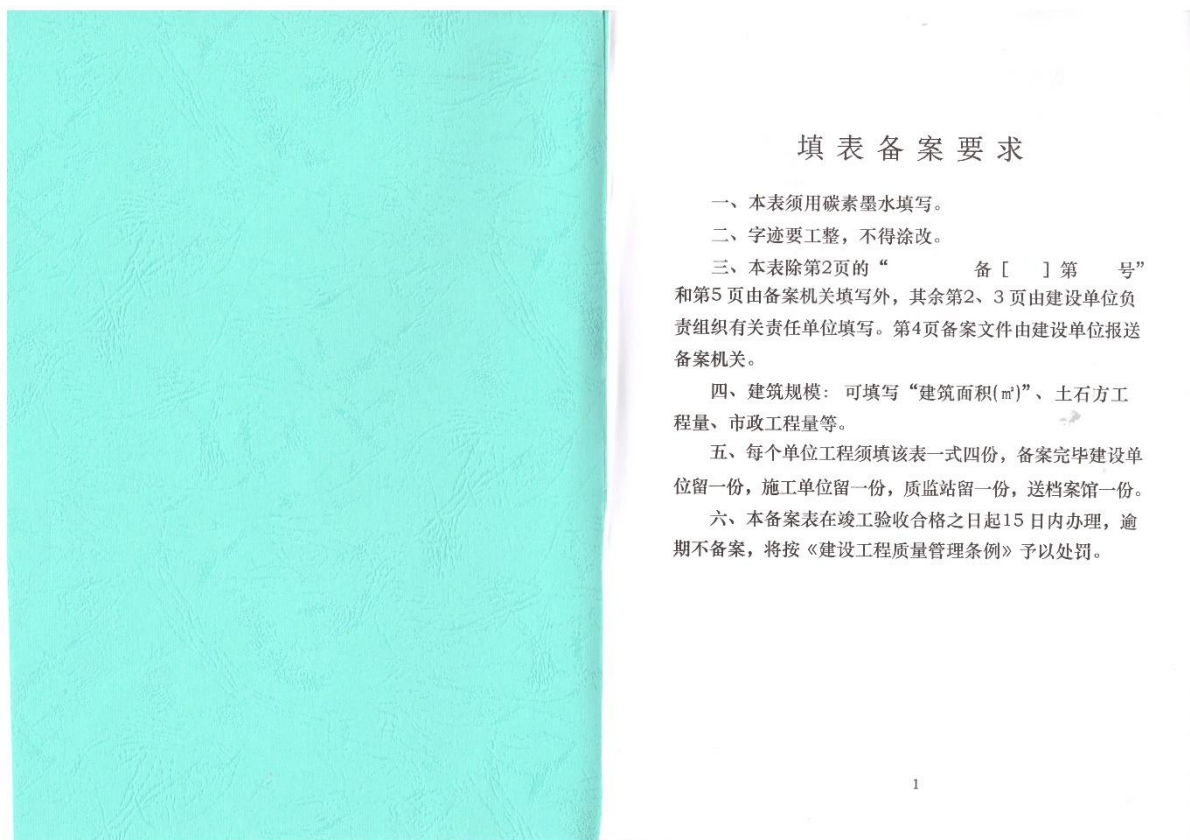 填表备案要求
一、本表须用碳素墨水填写。
二、字迹要工整，不得涂改。
三、本表除第2页的“ 备［ ］第 号”
和第5页由备案机关填写外，其余第2、3页由建设单位负
责组织有关责任单位填写。第4页备案文件由建设单位报送
备案机关。
四、建筑规模：可填写“建筑面积(㎡)”、土石方工
程量、市政工程量等。
五、每个单位工程须填该表一式四份，备案完毕建设单
位留一份，施工单位留一份，质监站留一份，送档案馆一份。
六、本备案表在竣工验收合格之日起15日内办理，逾
期不备案，将按《建设工程质量管理条例》予以处罚。
1